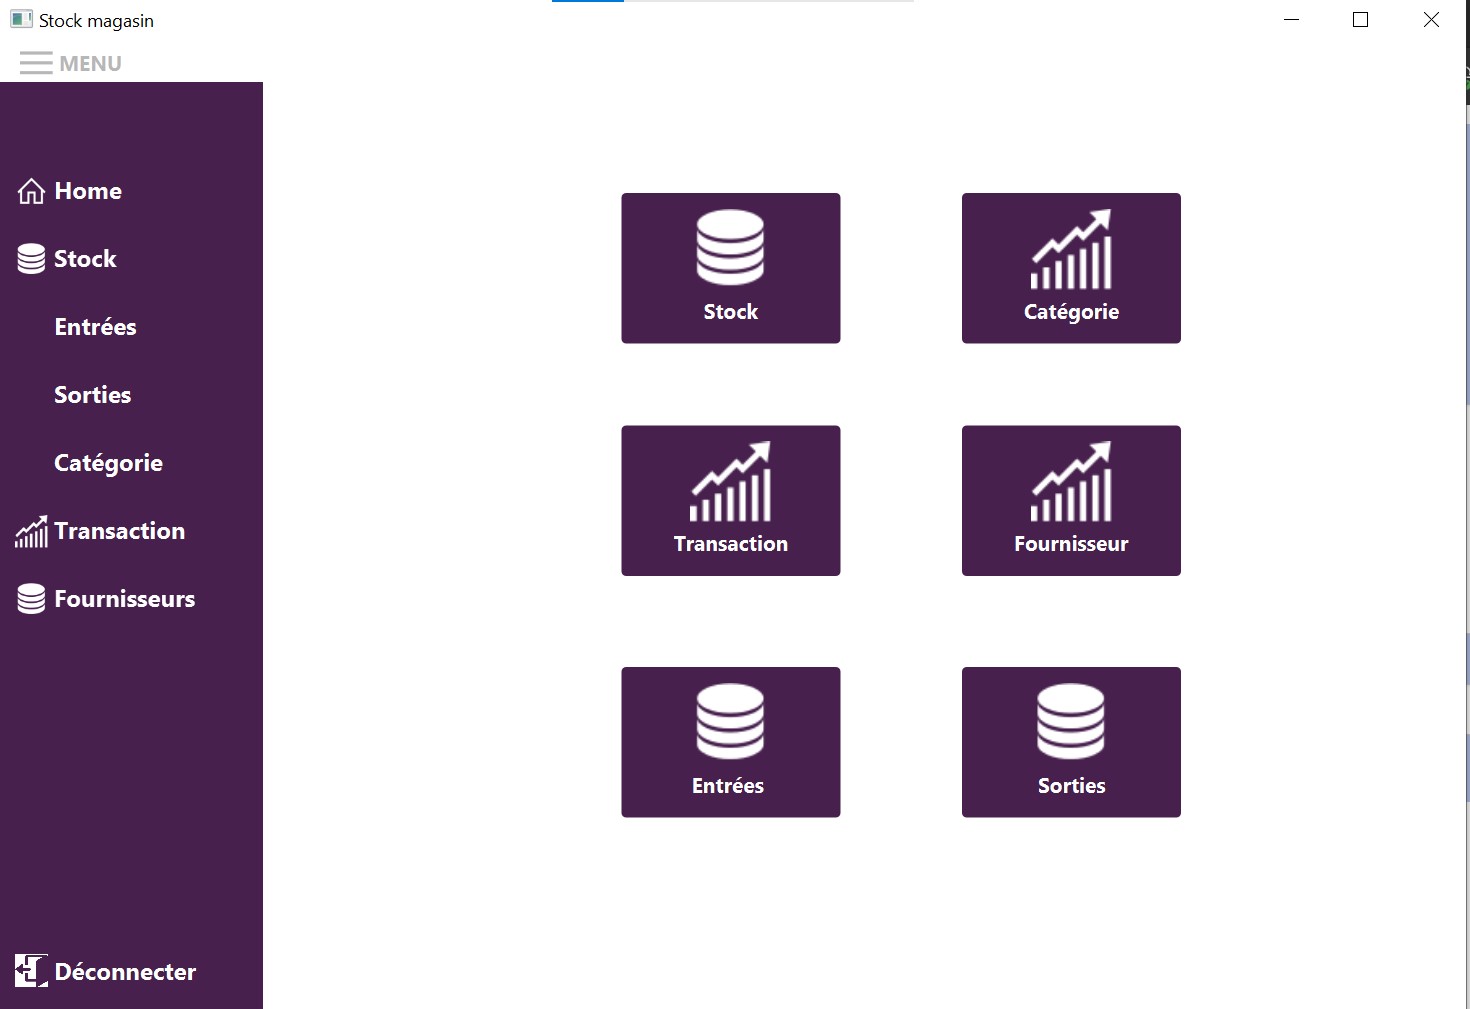 Stock magasin
MENU
Home
Stock
Entrées
Sorties
Catégorie
Transaction
Fournisseurs
Déconnecter
Stock
Catégorie
Transaction
Fournisseur
Entrées
Sorties